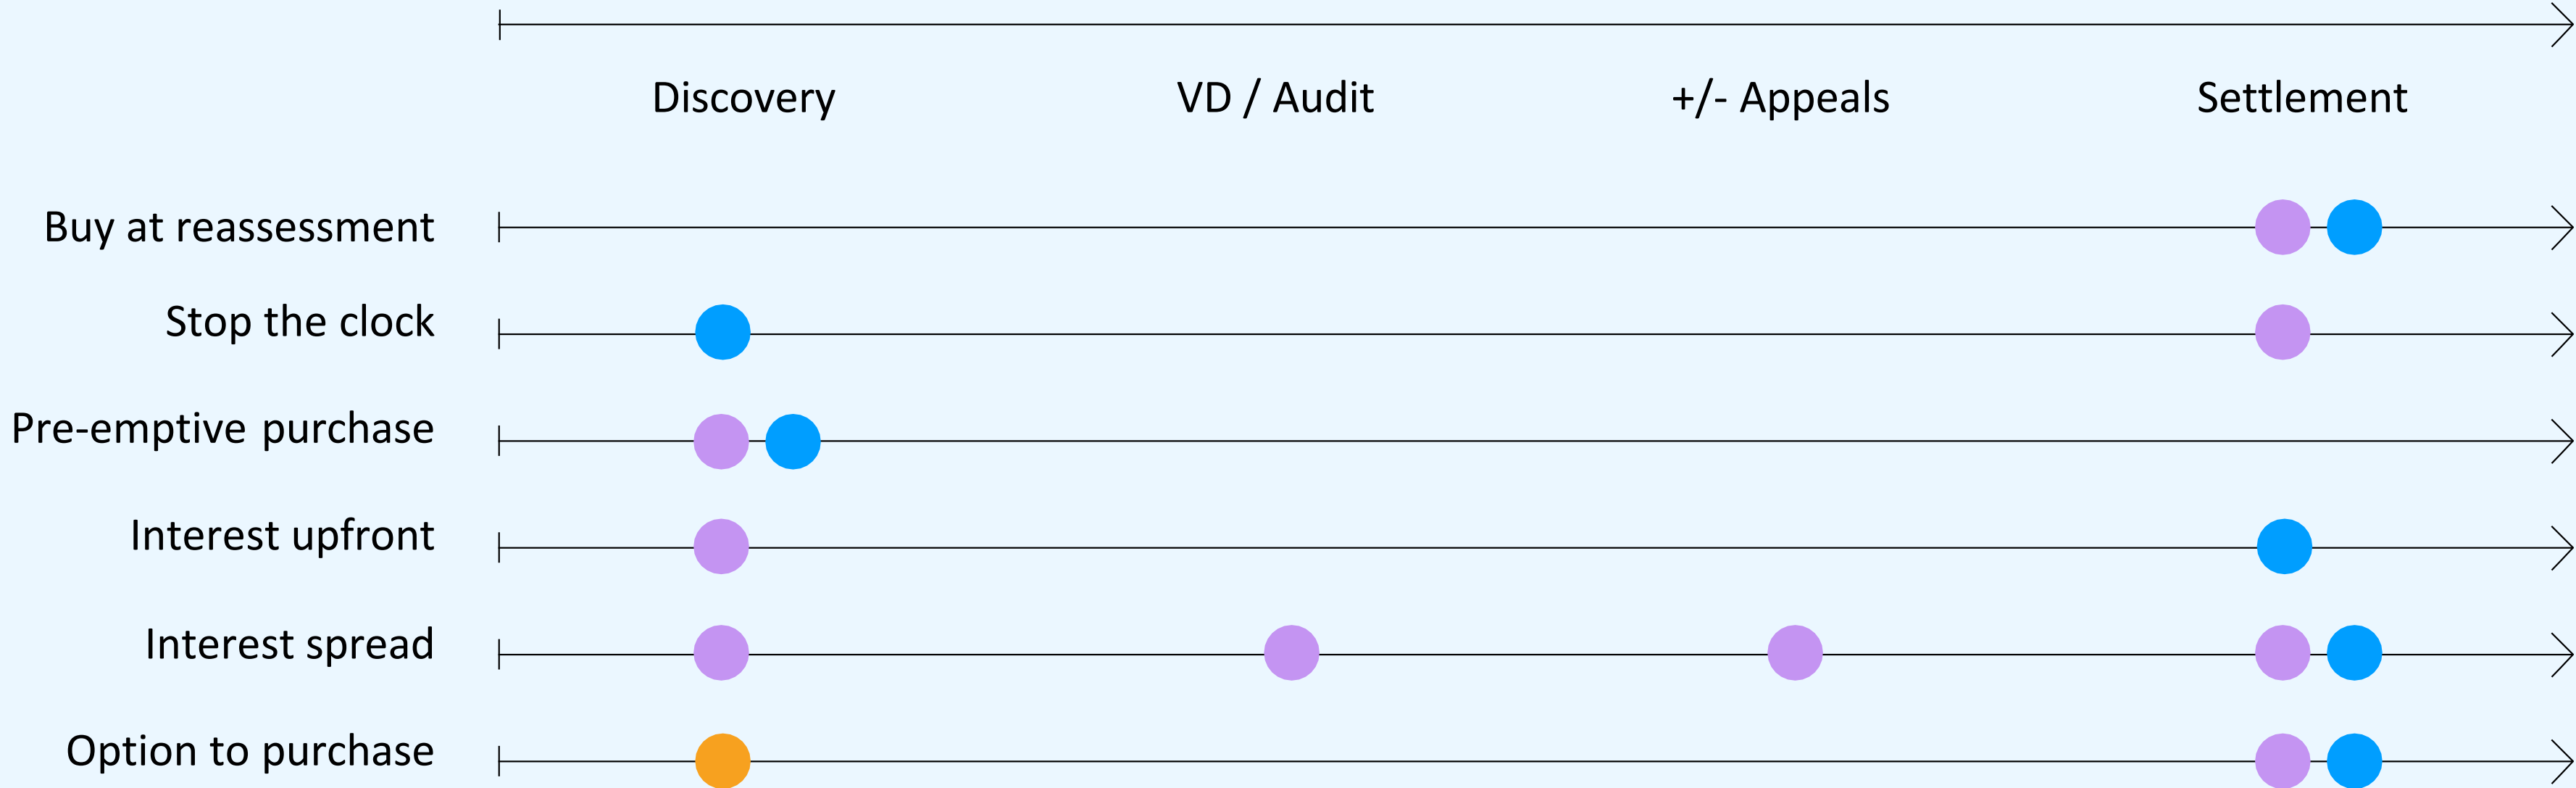 Discovery
VD / Audit
+/- Appeals
Settlement
Buy at reassessment
Stop the clock
Pre-emptive purchase
Interest upfront
Interest spread
Option to purchase